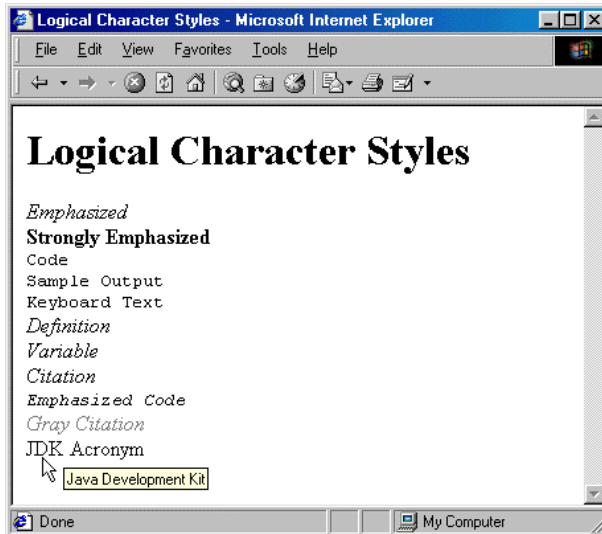 Logical Character Styles - Microsoft Internet Explorer
File Edit View Favorites Tools Help
Logical Character Styles
Emphasized
Strongly Emphasized
Code
Sample Output
Keyboard Text
Definition
Variable
Citation
Emphasized Code
Gray Citation
JDK Acronym
Java Development Kit
Done My Computer